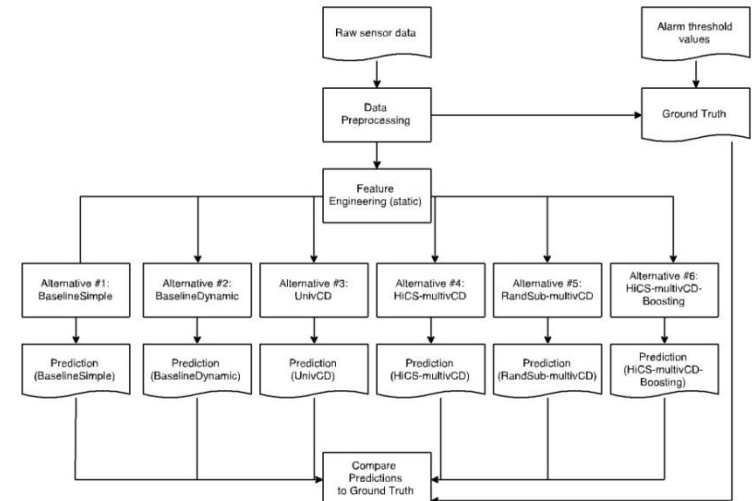 Raw sensor data
Alarm threshold
values
Data
Preprocessing
Ground Truth
Feature
Engineering (static)
Alternative #1:
BaselineSimple
Alternative #2:
BaselineDynamic
Alternative #3:
UnivCD
Alternative #4:
HiCS-multivCD
Alternative #5:
RandSub-multivCD
Alternative #6:
HiCS-multivCD-
Boosting
Prediction
(BaselineSimple)
Prediction
(BaselineDynamic)
Prediction
(UnivCD)
Prediction
(HiCS-multivCD)
Prediction
(RandSub-multivCD)
Prediction
(HiCS-multivCD-
Boosting)
Compare
Predictions
to Ground Truth